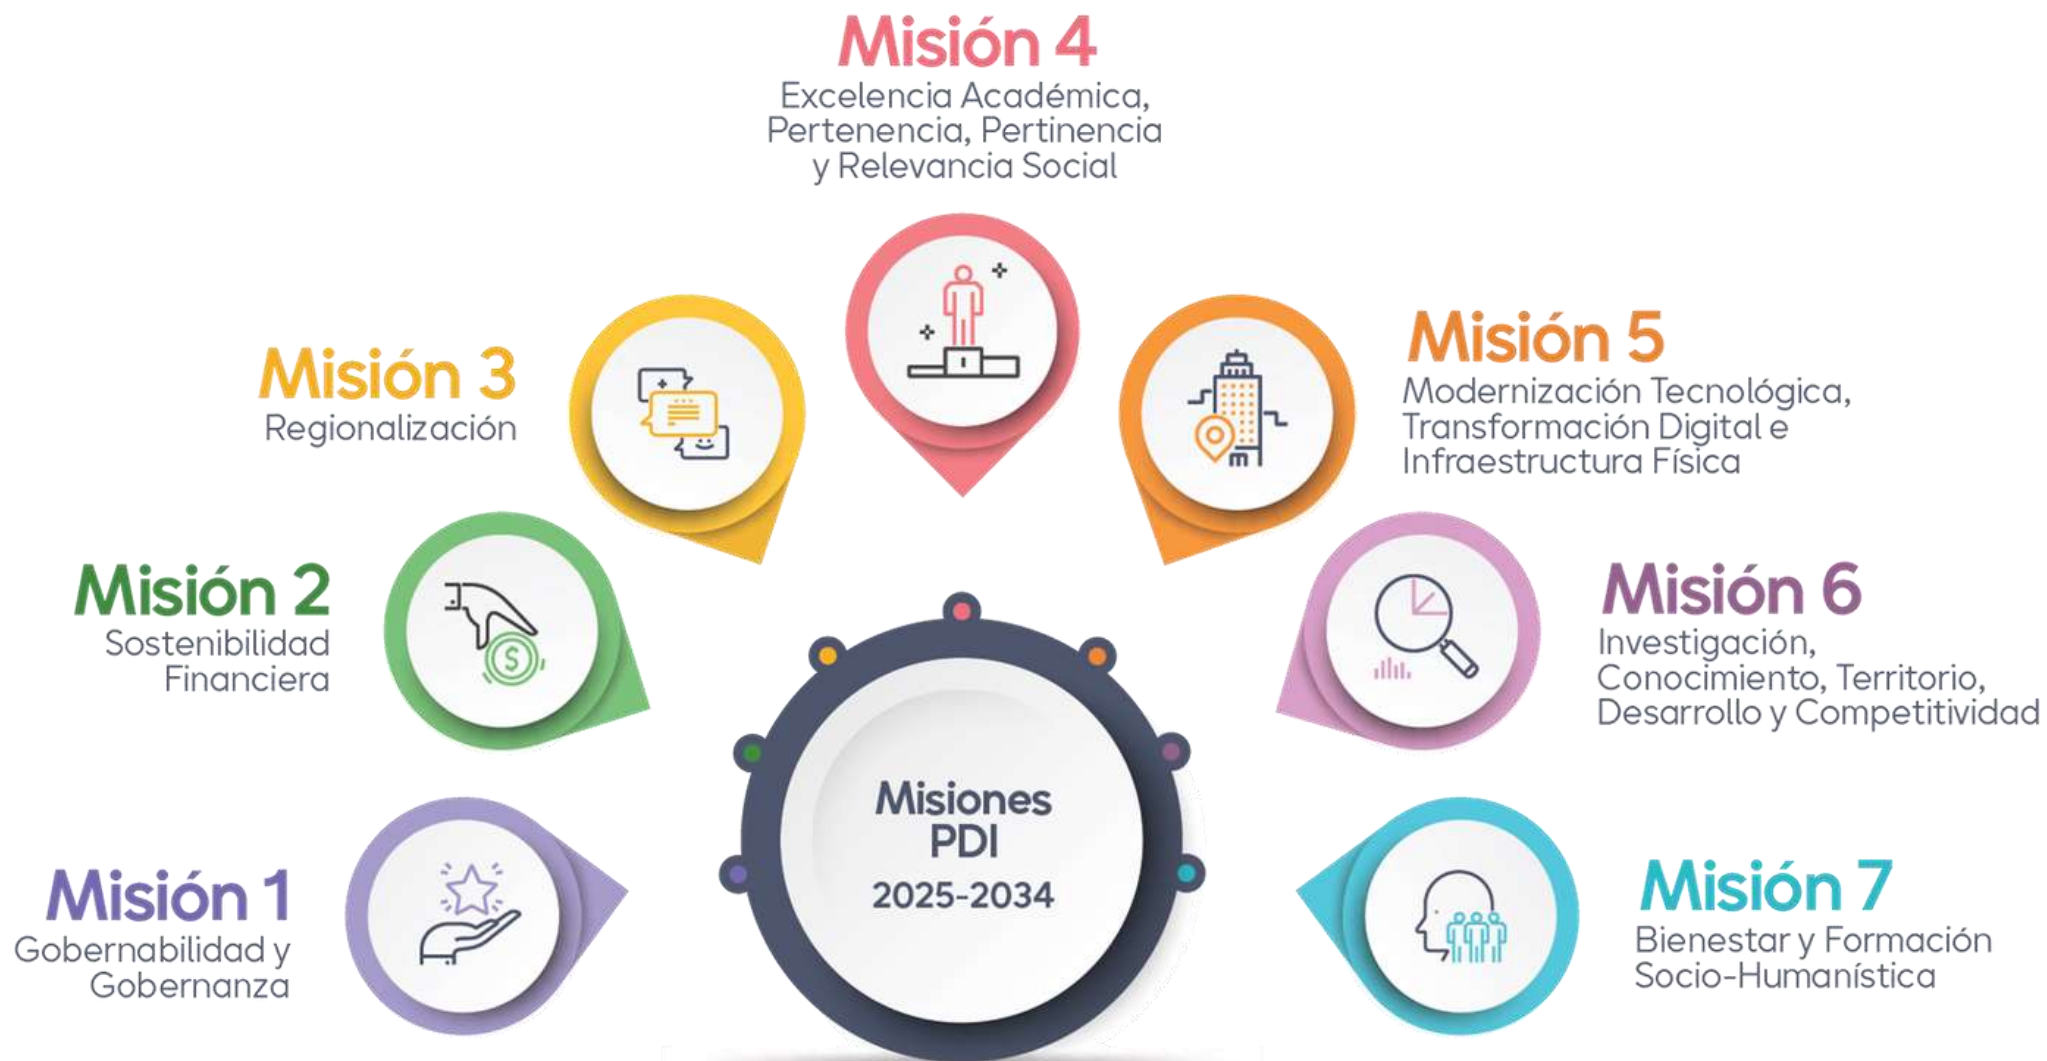 Misión 4
Excelencia Académica,
Pertenencia, Pertinencia
y Relevancia Social
Misión 3
Regionalización
Misión 5
Modernización Tecnológica,
Transformación Digital e
Infraestructura Física
Misión 2
Sostenibilidad
Financiera
Misión 6
Investigación,
Conocimiento, Territorio,
Desarrollo y Competitividad
Misiones
PDI
2025-2034
Misión 1
Gobernabilidad y
Gobernanza
Misión 7
Bienestar y Formación
Socio-Humanística